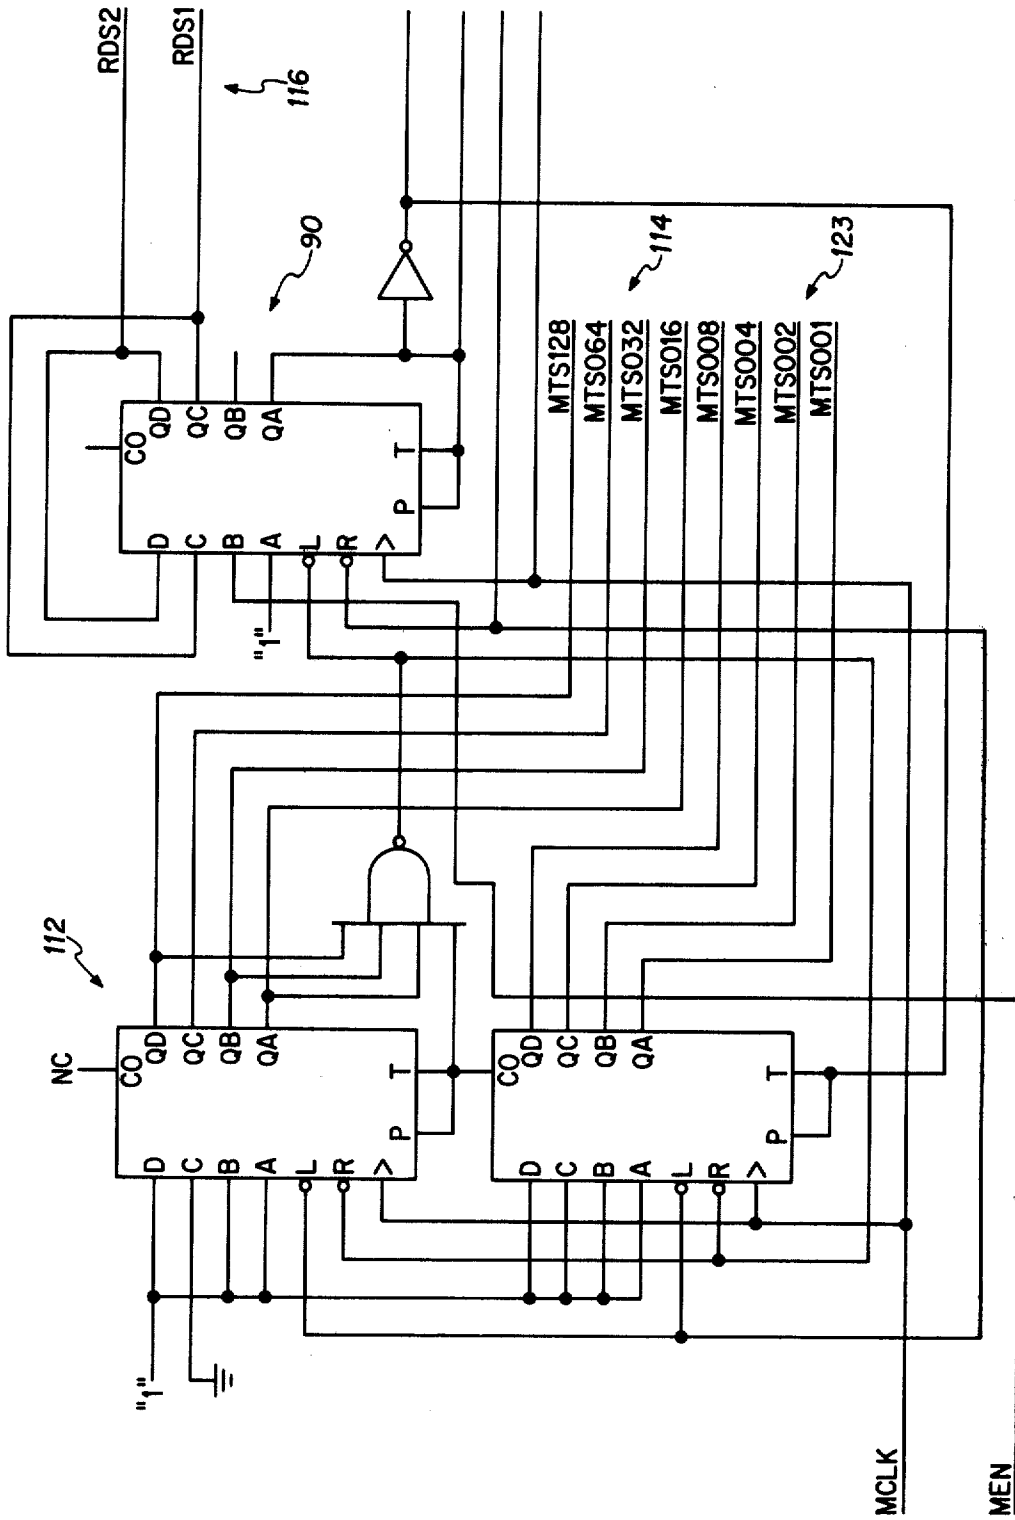 RDS2
RDS1
116
CO
QD
QC
QB
QA
D
C
B
A
L
R
>
P
T
90
"1"
MTS128
MTS064
MTS032
MTS016
MTS008
MTS004
MTS002
MTS001
114
123
112
NC
CO
QD
QC
QB
QA
D
C
B
A
L
R
>
P
T
CO
QD
QC
QB
QA
D
C
B
A
L
R
>
P
T
"1"
MCLK
MEN